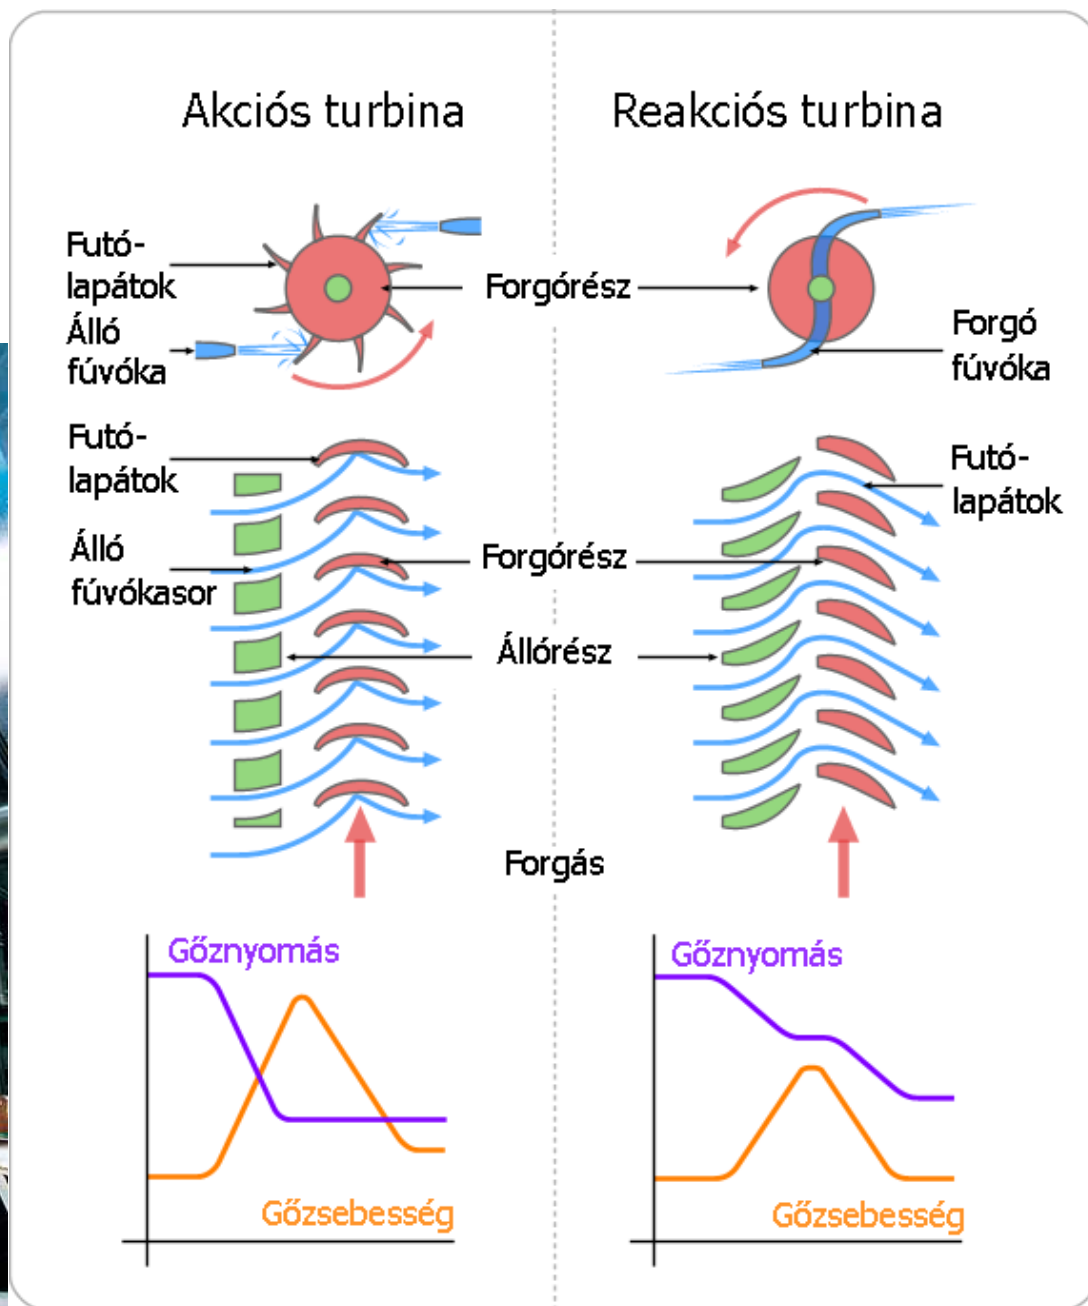 Akciós turbina
Reakciós turbina
Futó-
lapátok
Forgórész
Álló
fúvóka
Forgó
fúvóka
Futó-
lapátok
Futó-
lapátok
Álló
fúvókasor
Forgórész
Állórész
Forgás
Gőznyomás
Gőznyomás
Gőzsebesség
Gőzsebesség